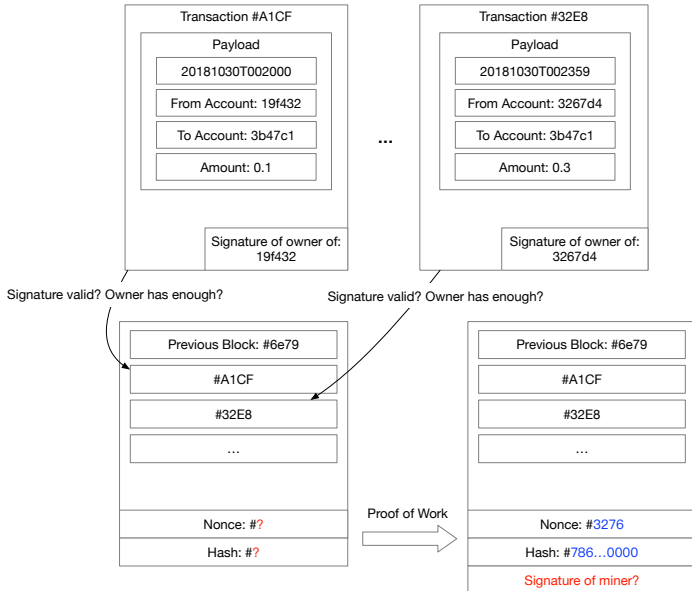 Transaction #A1CF
Payload
20181030T002000
From Account: 19f432
To Account: 3b47c1
Amount: 0.1
Signature of owner of:
19f432
...
Transaction #32E8
Payload
20181030T002359
From Account: 3267d4
To Account: 3b47c1
Amount: 0.3
Signature of owner of:
3267d4
Signature valid? Owner has enough?
Signature valid? Owner has enough?
Previous Block: #6e79
#A1CF
#32E8
...
Nonce: #?
Hash: #?
Proof of Work
Previous Block: #6e79
#A1CF
#32E8
...
Nonce: #3276
Hash: #786...0000
Signature of miner?